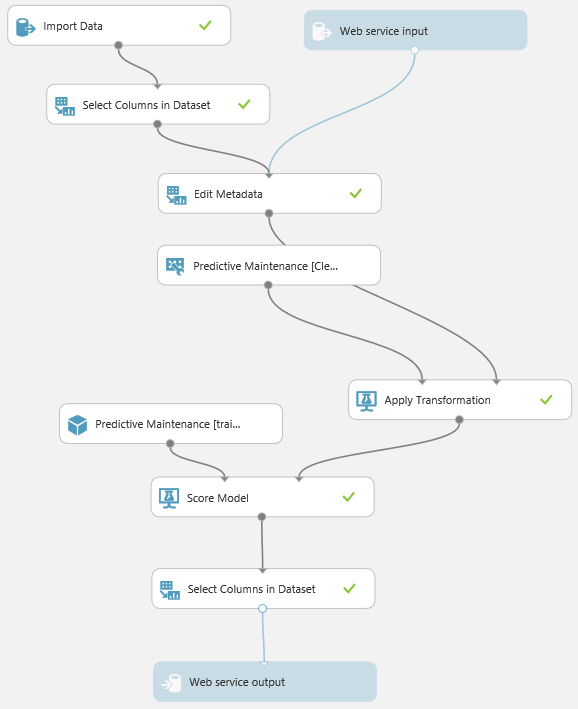 Import Data
Web service input
Select Columns in Dataset
Edit Metadata
Predictive Maintenance [Cle...
Apply Transformation
Predictive Maintenance [trai...
Score Model
Select Columns in Dataset
Web service output